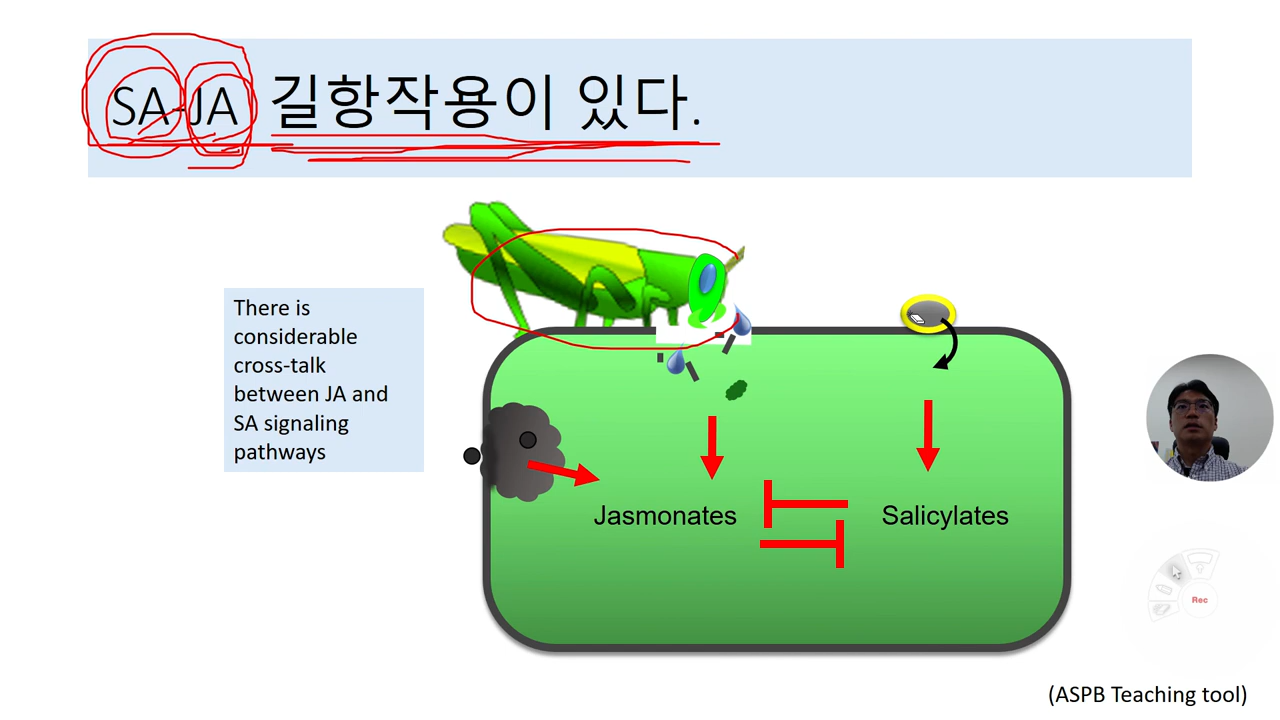 SA-JA 길항작용이 있다.
There is
considerable
cross-talk
between JA and
SA signaling
pathways
Jasmonates
Salicylates
Rec
(ASPB Teaching tool)